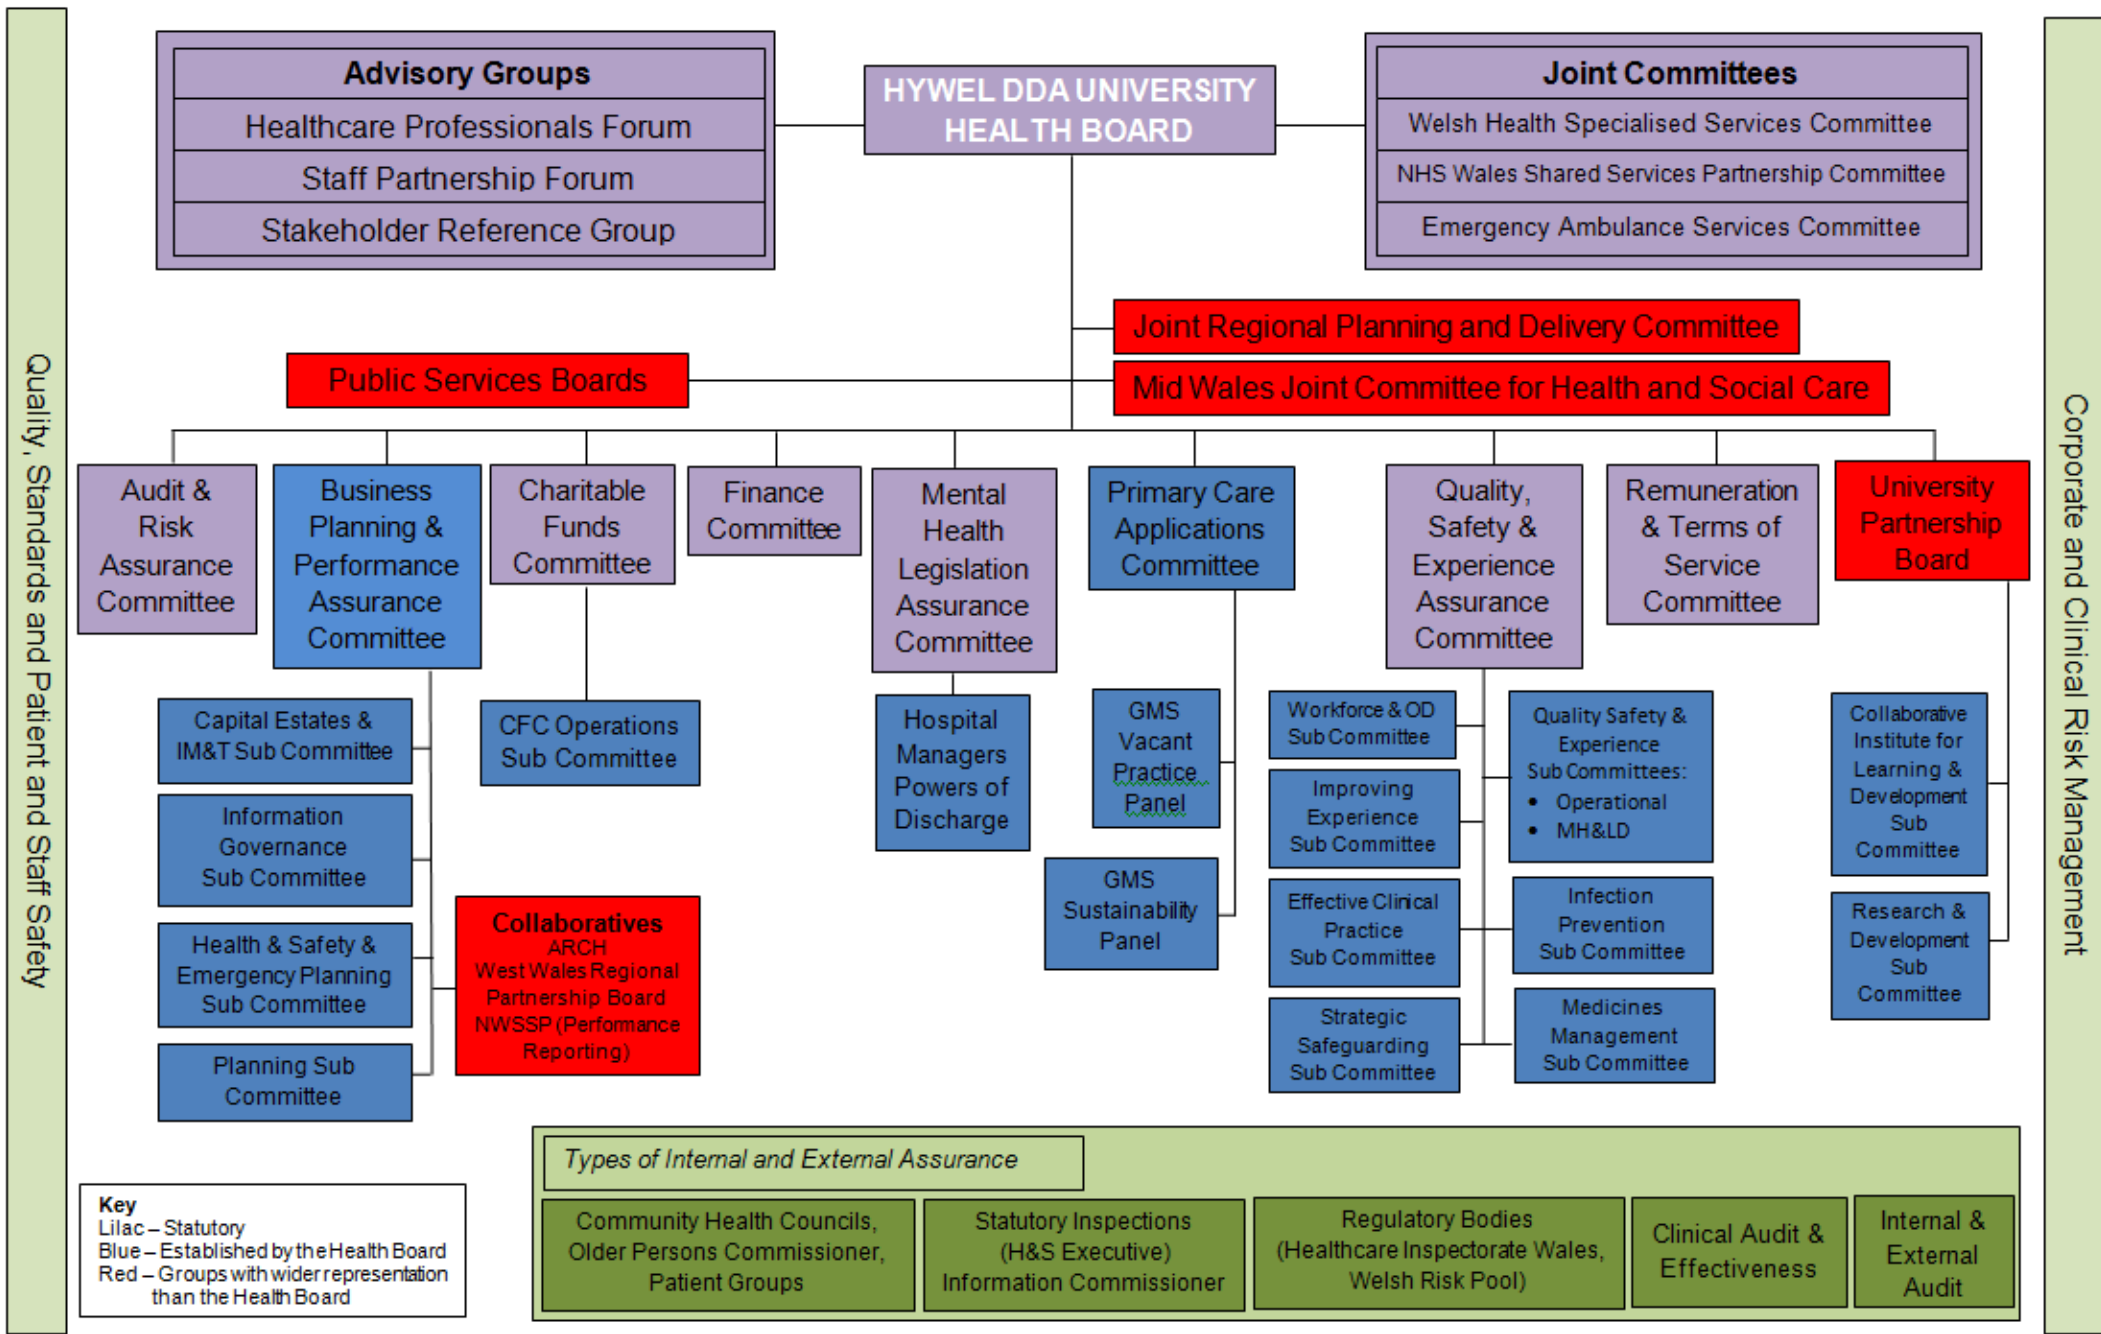 Quality, Standards and Patient and Staff Safety
Advisory Groups
Healthcare Professionals Forum
Staff Partnership Forum
Stakeholder Reference Group
HYWEL DDA UNIVERSITY
HEALTH BOARD
Joint Committees
Welsh Health Specialised Services Committee
NHS Wales Shared Services Partnership Committee
Emergency Ambulance Services Committee
Corporate and Clinical Risk Management
Joint Regional Planning and Delivery Committee
Public Services Boards
Mid Wales Joint Committee for Health and Social Care
Audit &
Risk
Assurance
Committee
Business
Planning &
Performance
Assurance
Committee
Charitable
Funds
Committee
Finance
Committee
Mental
Health
Legislation
Assurance
Committee
Primary Care
Applications
Committee
Quality,
Safety &
Experience
Assurance
Committee
Remuneration
& Terms of
Service
Committee
University
Partnership
Board
Capital Estates &
IM&T Sub Committee
Information
Governance
Sub Committee
Health & Safety &
Emergency Planning
Sub Committee
Planning Sub
Committee
Collaboratives
ARCH
West Wales Regional
Partnership Board
NWSSP (Performance
Reporting)
CFC Operations
Sub Committee
Hospital
Managers
Powers of
Discharge
GMS
Vacant
Practice
Panel
GMS
Sustainability
Panel
Workforce & OD
Sub Committee
Improving
Experience
Sub Committee
Effective Clinical
Practice
Sub Committee
Strategic
Safeguarding
Sub Committee
Quality Safety &
Experience
Sub Committees:
• Operational
• MH&LD
Infection
Prevention
Sub Committee
Medicines
Management
Sub Committee
Collaborative
Institute for
Learning &
Development
Sub
Committee
Research &
Development
Sub
Committee
Key
Lilac – Statutory
Blue – Established by the Health Board
Red – Groups with wider representation
than the Health Board
Types of Internal and External Assurance
Community Health Councils,
Older Persons Commissioner,
Patient Groups
Statutory Inspections
(H&S Executive)
Information Commissioner
Regulatory Bodies
(Healthcare Inspectorate Wales,
Welsh Risk Pool)
Clinical Audit &
Effectiveness
Internal &
External
Audit